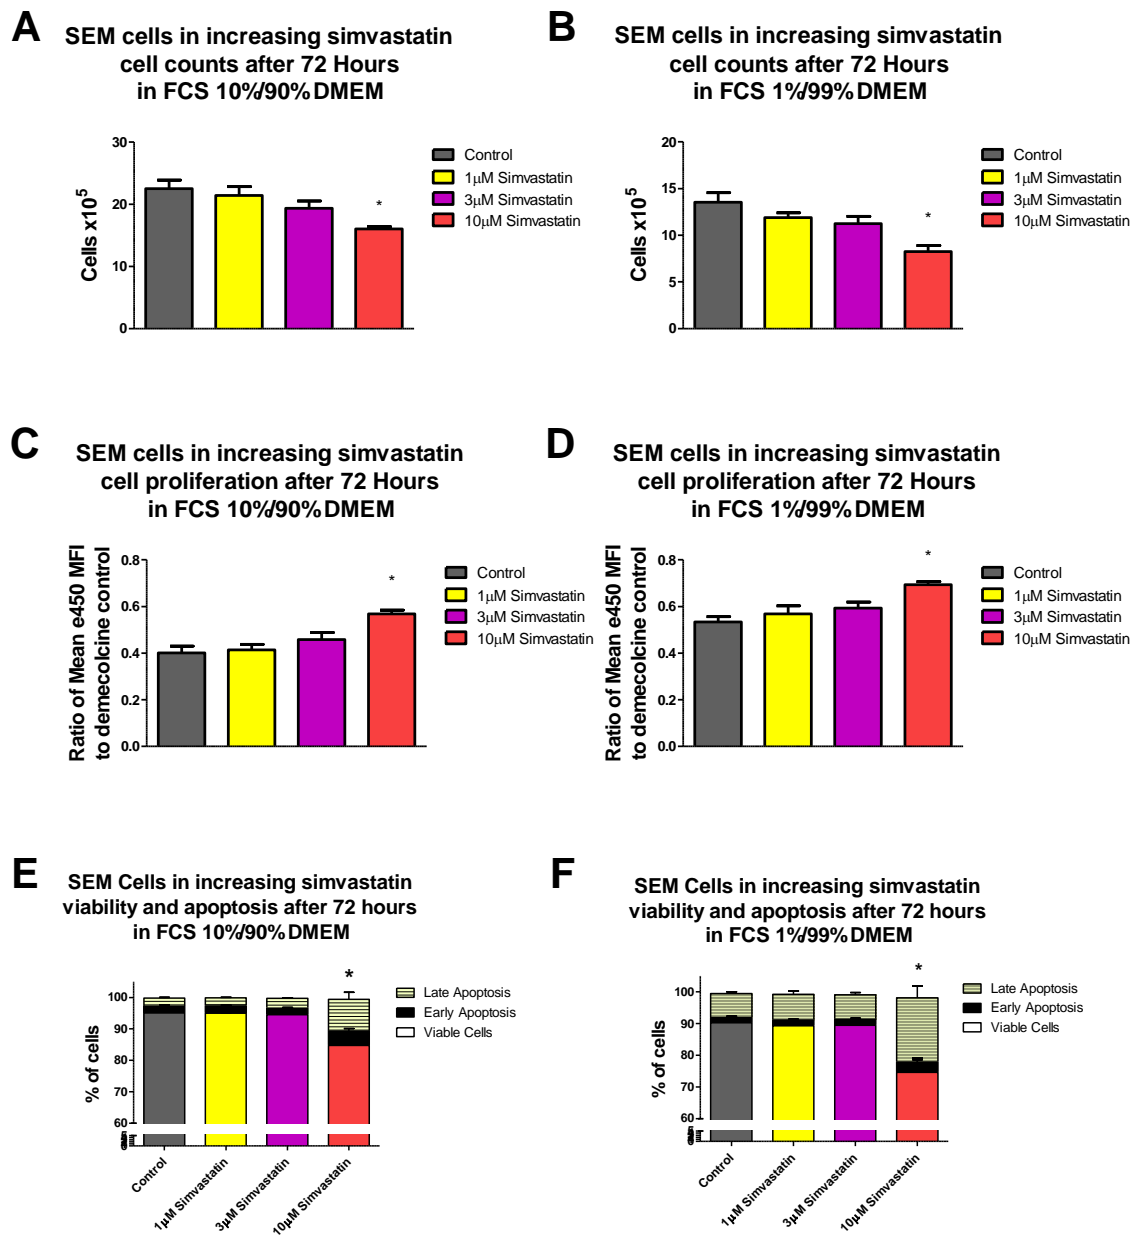 A
SEM cells in increasing simvastatin
cell counts after 72 Hours
in FCS 10%/90% DMEM
30
20
10
0
Cells x10⁵
Control
1μM Simvastatin
3μM Simvastatin
10μM Simvastatin
*
B
SEM cells in increasing simvastatin
cell counts after 72 Hours
in FCS 1%/99% DMEM
20
15
10
5
0
Cells x10⁵
Control
1μM Simvastatin
3μM Simvastatin
10μM Simvastatin
*
C
SEM cells in increasing simvastatin
cell proliferation after 72 Hours
in FCS 10%/90% DMEM
0.8
0.6
0.4
0.2
0.0
Ratio of Mean e450 MFI
to demecolcine control
Control
1μM Simvastatin
3μM Simvastatin
10μM Simvastatin
*
D
SEM cells in increasing simvastatin
cell proliferation after 72 Hours
in FCS 1%/99% DMEM
0.8
0.6
0.4
0.2
0.0
Ratio of Mean e450 MFI
to demecolcine control
Control
1μM Simvastatin
3μM Simvastatin
10μM Simvastatin
*
E
SEM Cells in increasing simvastatin
viability and apoptosis after 72 hours
in FCS 10%/90% DMEM
100
90
80
70
60
% of cells
*
Late Apoptosis
Early Apoptosis
Viable Cells
Control
1μM Simvastatin
3μM Simvastatin
10μM Simvastatin
F
SEM Cells in increasing simvastatin
viability and apoptosis after 72 hours
in FCS 1%/99% DMEM
100
90
80
70
60
% of cells
*
Late Apoptosis
Early Apoptosis
Viable Cells
Control
1μM Simvastatin
3μM Simvastatin
10μM Simvastatin